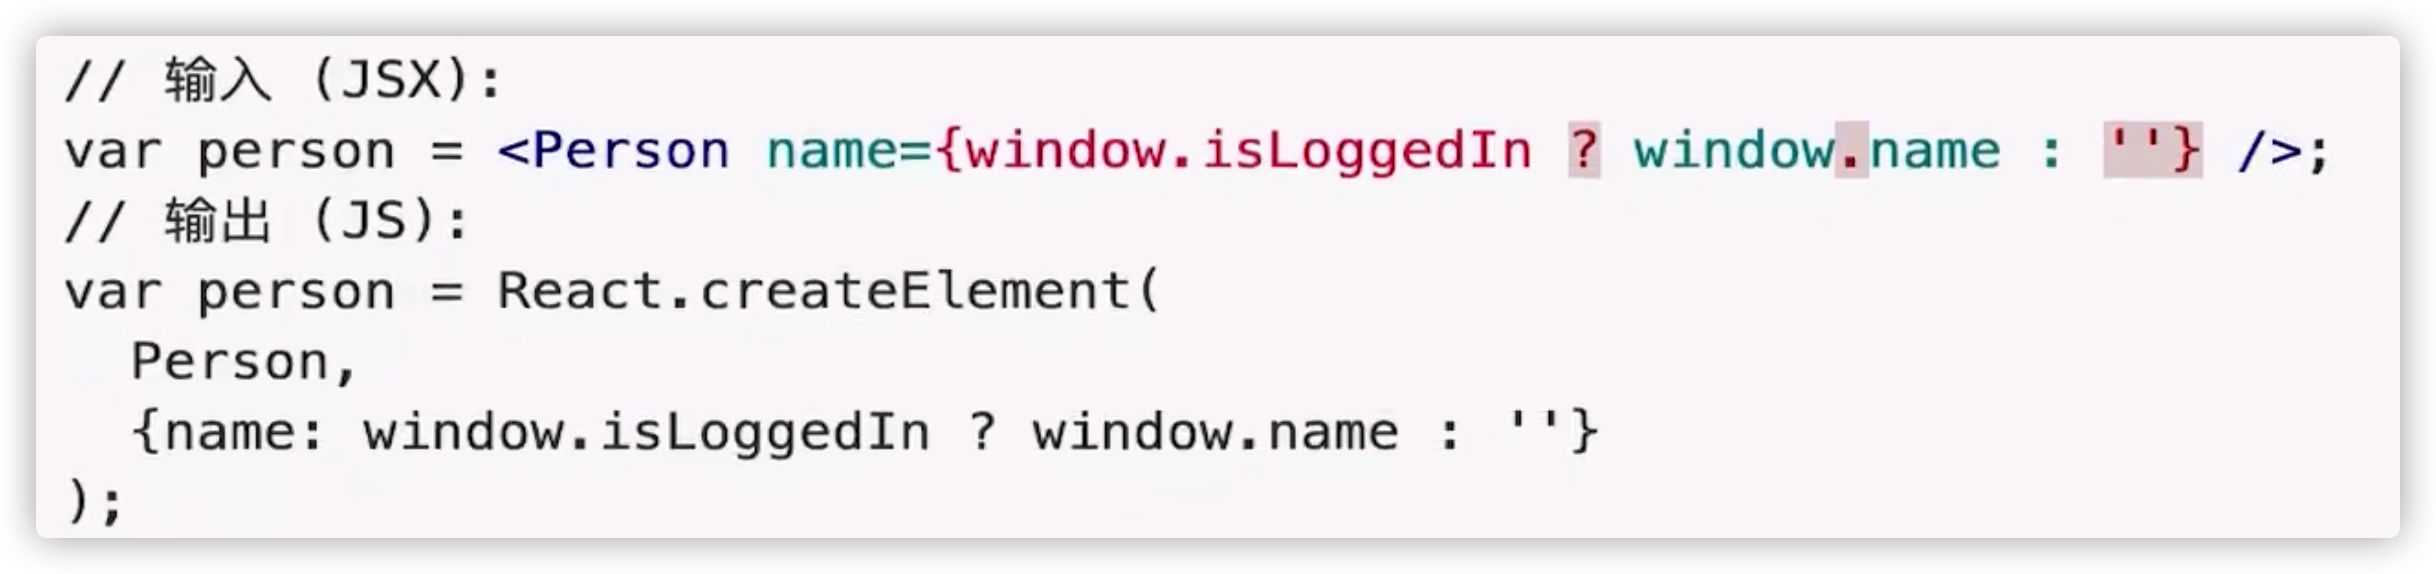 // 输入 (JSX):
var person = <Person name={window.isLoggedIn ? window.name : ''} />;
// 输出 (JS):
var person = React.createElement(
  Person,
  {name: window.isLoggedIn ? window.name : ''}
);